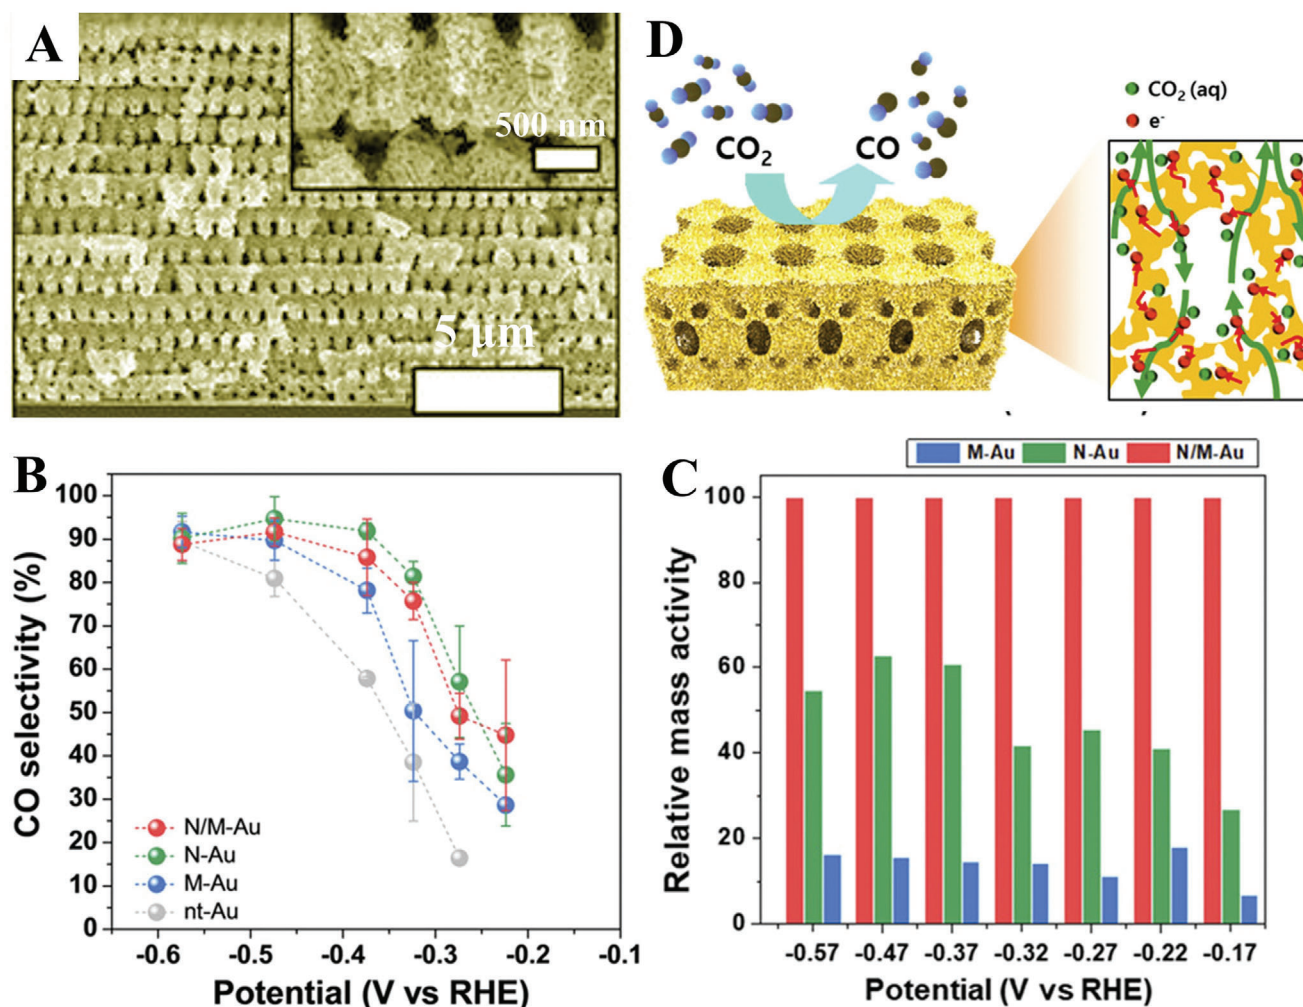 A
500 nm
5 μm
D
CO₂
CO
CO₂ (aq)
e⁻
B
CO selectivity (%)
100
90
80
70
60
50
40
30
20
10
0
N/M-Au
N-Au
M-Au
nt-Au
-0.6 -0.5 -0.4 -0.3 -0.2 -0.1
Potential (V vs RHE)
C
M-Au N-Au N/M-Au
Relative mass activity
100
80
60
40
20
0
-0.57 -0.47 -0.37 -0.32 -0.27 -0.22 -0.17
Potential (V vs RHE)